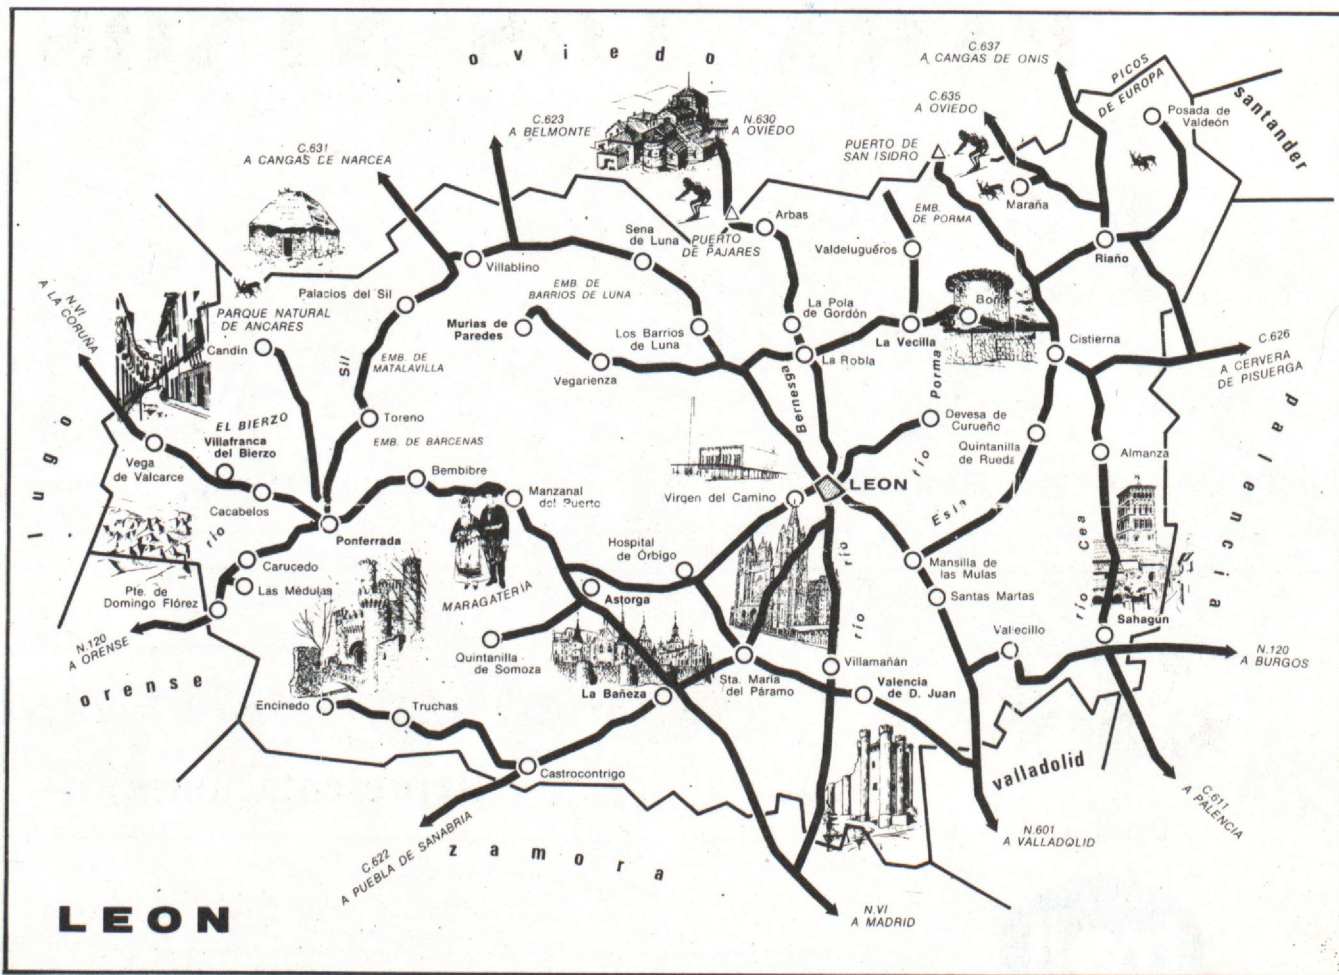 oviedo
C.637
A CANGAS DE ONIS
PICOS
DE EUROPA
santander
C.635
A OVIEDO
Posada de
Valdeón
C.623
A BELMONTE
N.630
A OVIEDO
C.631
A CANGAS DE NARCEA
PUERTO DE
SAN ISIDRO
Maraña
EMB.
DE PORMA
Arbas
PUERTO
DE PAJARES
Sena
de Luna
Valdelugueros
Riaño
Villablino
N.VI
A LA CORUÑA
Palacios del Sil
EMB. DE
BARRIOS DE LUNA
PARQUE NATURAL
DE ANCARES
Murias de
Paredes
Los Barrios
de Luna
La Pola
de Gordón
La Vecilla
Cistierna
C.626
A CERVERA
DE PISUERGA
Candín
Sil
EMB. DE
MATALAVILLA
Vegarienza
La Robla
Bernesga
Porma
palencia
lugo
EL BIERZO
Toreno
EMB. DE BARCENAS
Devesa de
Curueño
río
Quintanilla
de Rueda
Almanza
Villafranca
del Bierzo
Vega
de Valcarce
Bembibre
Cacabelos
Manzanal
del Puerto
Virgen del Camino
LEON
Esla
río
Ponferrada
Hospital
de Órbigo
río
Cea
río
Carucedo
Las Médulas
Pte. de
Domingo Flórez
MARAGATERIA
Astorga
Mansilla de
las Mulas
Santas Martas
río
Sahagún
N.120
A ORENSE
orense
Quintanilla
de Somoza
Vallecillo
N.120
A BURGOS
La Bañeza
Sta. María
del Páramo
Villamañán
Valencia
de D. Juan
Encinedo
Truchas
Castrocontrigo
valladolid
C.611
A PALENCIA
N.601
A VALLADOLID
C.622
A PUEBLA DE SANABRIA
zamora
N.VI
A MADRID
LEON